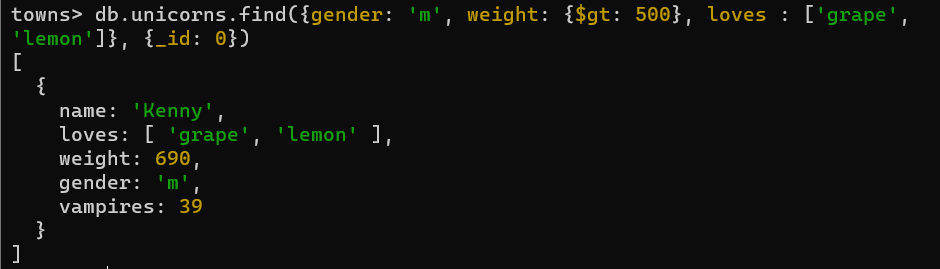 towns> db.unicorns.find({gender: 'm', weight: {$gt: 500}, loves : ['grape',
'lemon']}, {_id: 0})
[
  {
    name: 'Kenny',
    loves: [ 'grape', 'lemon' ],
    weight: 690,
    gender: 'm',
    vampires: 39
  }
]